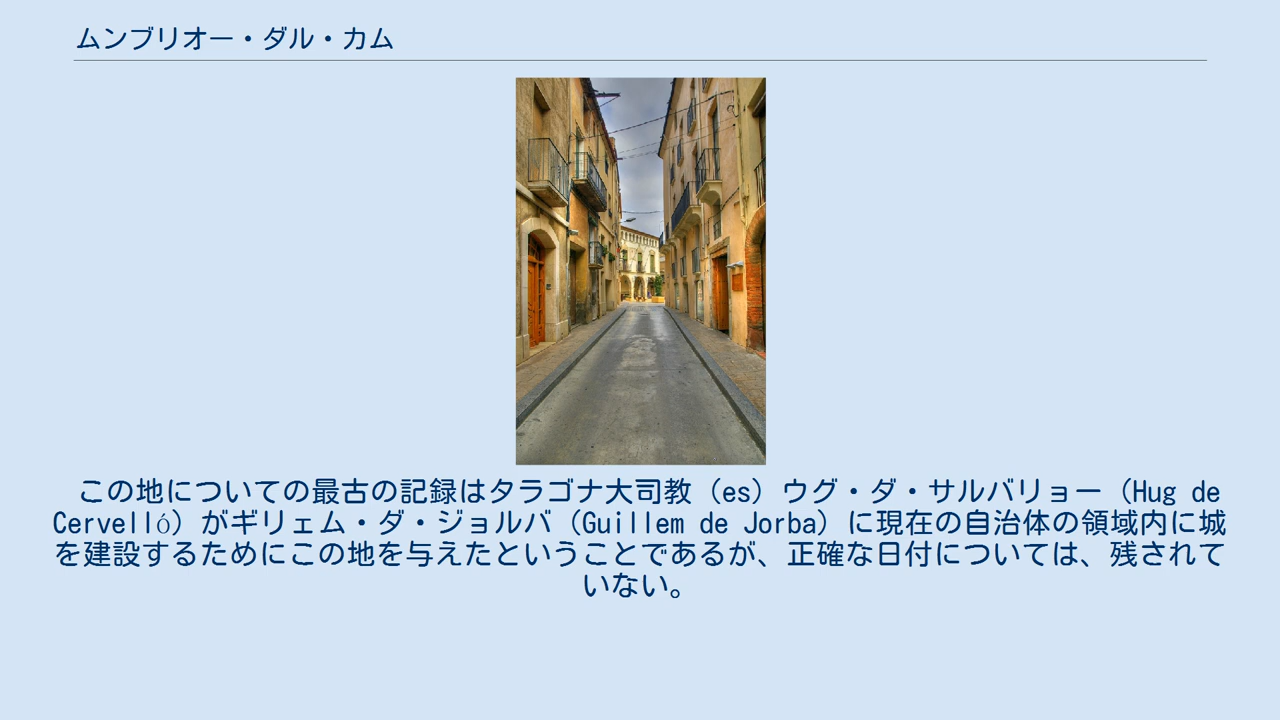 ムンブリオー・ダル・カム
この地についての最古の記録はタラゴナ大司教（es）ウグ・ダ・サルバリョー（Hug de
Cervelló）がギリェム・ダ・ジョルバ（Guillem de Jorba）に現在の自治体の領域内に城
を建設するためにこの地を与えたということであるが、正確な日付については、残されて
いない。